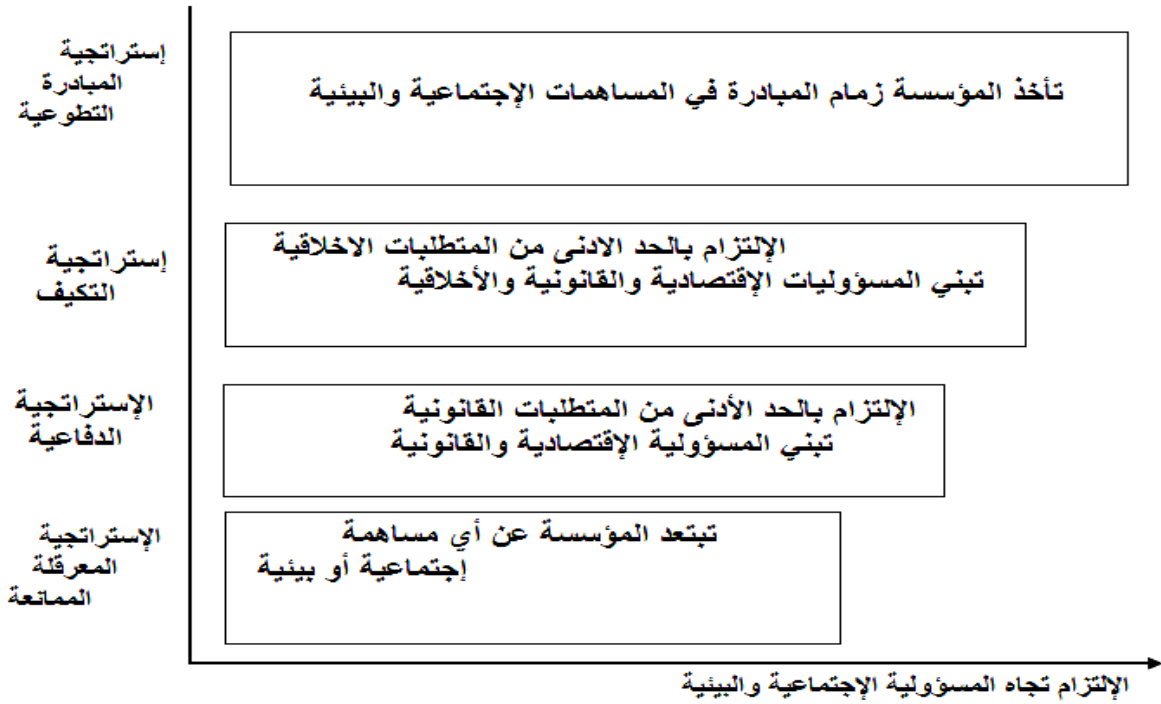 إستراتجية
المبادرة
التطوعية
تأخذ المؤسسة زمام المبادرة في المساهمات الإجتماعية والبيئية
إستراتجية
التكيف
الإلتزام بالحد الادنى من المتطلبات الاخلاقية
تبني المسؤوليات الإقتصادية والقانونية والأخلاقية
الإستراتجية
الدفاعية
الإلتزام بالحد الأدنى من المتطلبات القانونية
تبني المسؤولية الإقتصادية والقانونية
الإستراتجية
المعرقلة
الممانعة
تبتعد المؤسسة عن أي مساهمة
إجتماعية أو بيئية
الإلتزام تجاه المسؤولية الإجتماعية والبيئية